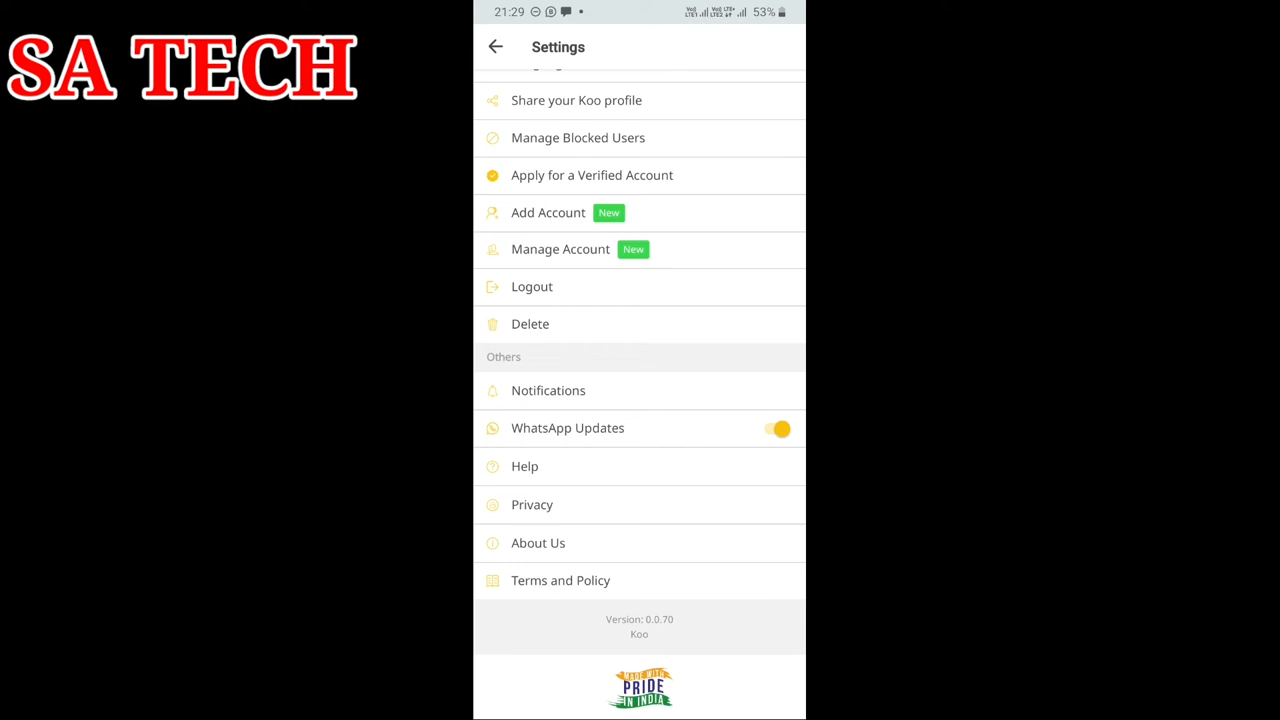 SA TECH
21:29
53%
Settings
Share your Koo profile
Manage Blocked Users
Apply for a Verified Account
Add Account New
Manage Account New
Logout
Delete
Others
Notifications
WhatsApp Updates
Help
Privacy
About Us
Terms and Policy
Version: 0.0.70
Koo
MADE WITH
PRIDE
IN INDIA